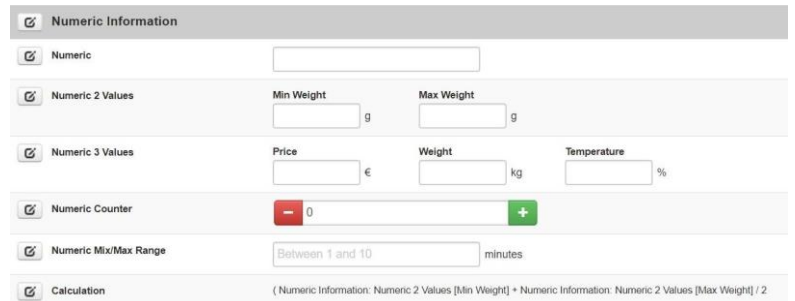 Numeric Information
Numeric
Numeric 2 Values
Min Weight Max Weight
g g
Numeric 3 Values
Price Weight Temperature
€ kg %
Numeric Counter
− 0 +
Numeric Mix/Max Range
Between 1 and 10 minutes
Calculation
( Numeric Information: Numeric 2 Values [Min Weight] + Numeric Information: Numeric 2 Values [Max Weight] / 2